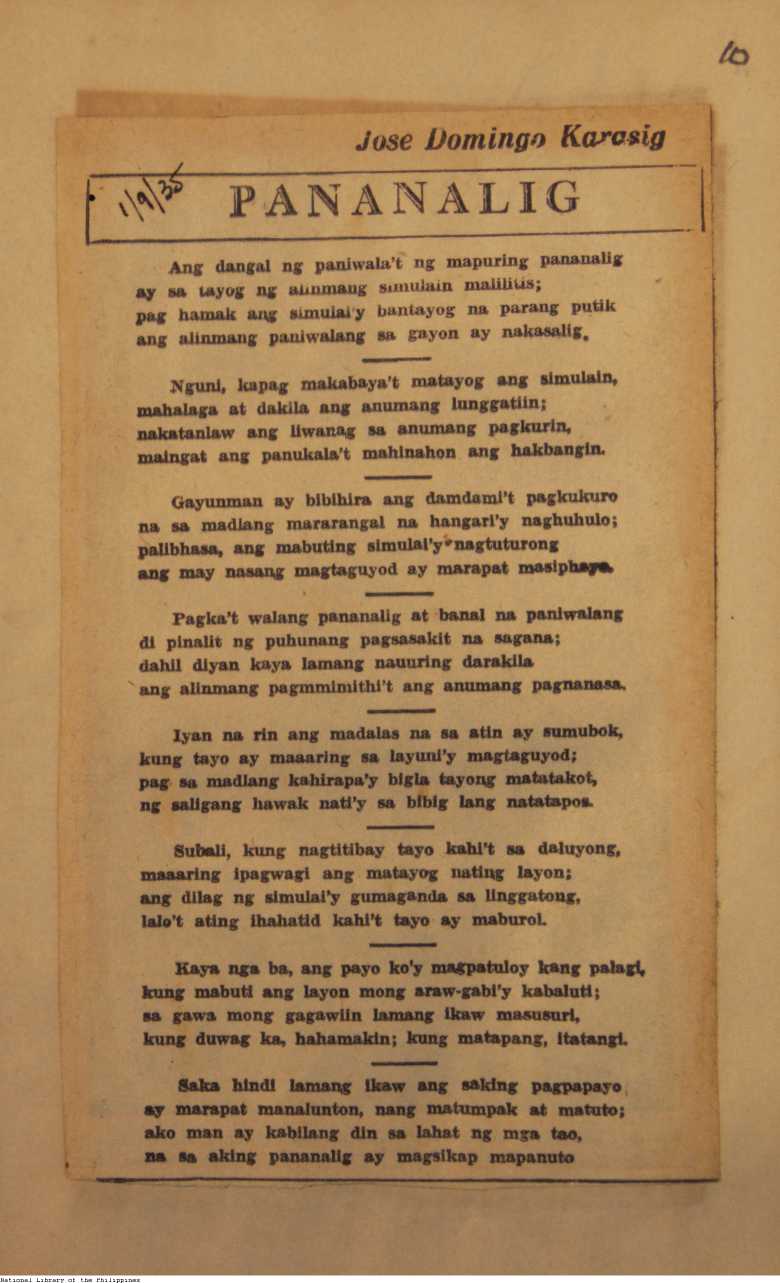 10
Jose Domingo Karasig
1/9/35
PANANALIG
Ang dangal ng paniwala't ng mapuring pananalig
ay sa tayog ng alinmang simulain malilitis;
pag hamak ang simulai'y bantayog na parang putik
ang alinmang paniwalang sa gayon ay nakasalig.
Nguni, kapag makabaya't matayog ang simulain,
mahalaga at dakila ang anumang lunggatiin;
nakatanlaw ang liwanag sa anumang pagkurin,
maingat ang panukala't mahinahon ang hakbangin.
Gayunman ay bibihira ang damdami't pagkukuro
na sa madlang mararangal na hangari'y naghuhulo;
palibhasa, ang mabuting simulai'y nagtuturong
ang may nasang magtaguyod ay marapat masiphayo.
Pagka't walang pananalig at banal na paniwalang
di pinalit ng puhunang pagsasakit na sagana;
dahil diyan kaya lamang nauuring darakila
ang alinmang pagmmimithi't ang anumang pagnanasa.
Iyan na rin ang madalas na sa atin ay sumubok,
kung tayo ay maaaring sa layuni'y magtaguyod;
pag sa madlang kahirapa'y bigla tayong matatakot,
ng saligang hawak nati'y sa bibig lang natatapos.
Subali, kung nagtitibay tayo kahi't sa daluyong,
maaaring ipagwagi ang matayog nating layon;
ang dilag ng simulai'y gumaganda sa linggatong,
lalo't ating ihahatid kahi't tayo ay maburol.
Kaya nga ba, ang payo ko'y magpatuloy kang palagi,
kung mabuti ang layon mong araw-gabi'y kabaluti;
sa gawa mong gagawiin lamang ikaw masusuri,
kung duwag ka, hahamakin; kung matapang, itatangi.
Saka hindi lamang ikaw ang saking pagpapayo
ay marapat manalunton, nang matumpak at matuto;
ako man ay kabilang din sa lahat ng mga tao,
na sa aking pananalig ay magsikap mapanuto
National Library of the Philippines